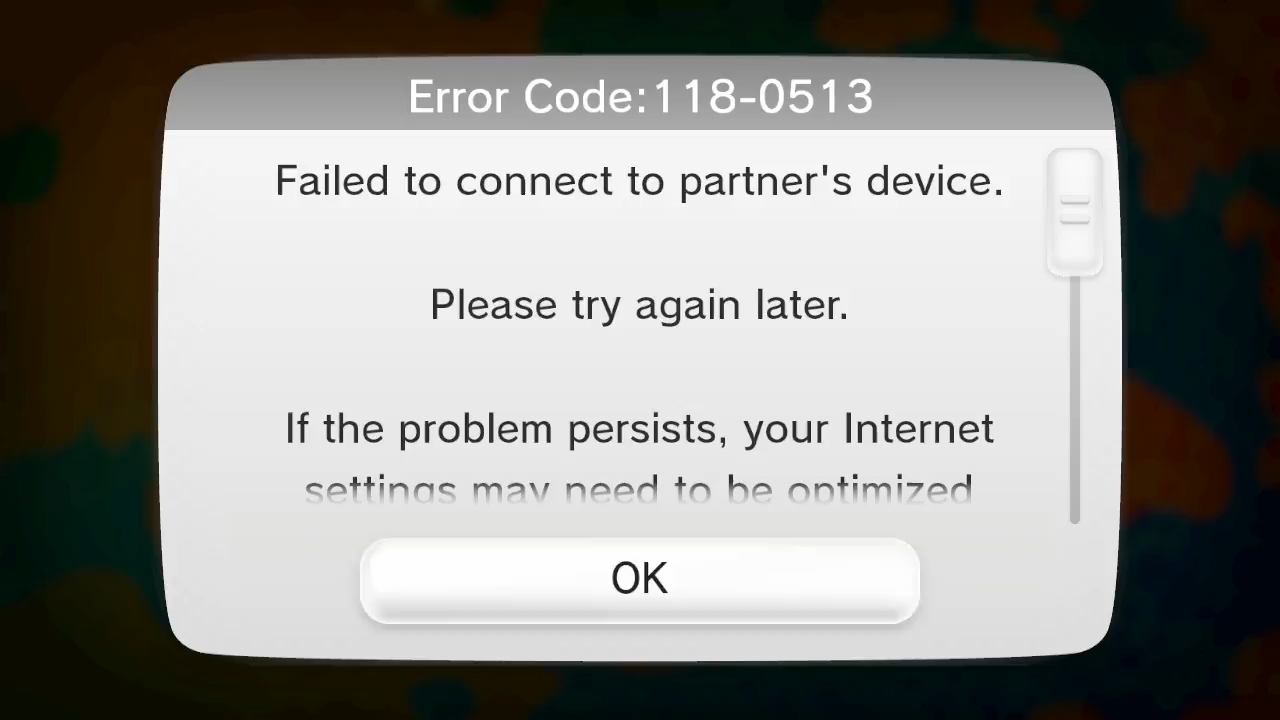 Error Code:118-0513
Failed to connect to partner's device.
Please try again later.
If the problem persists, your Internet
settings may need to be optimized
OK